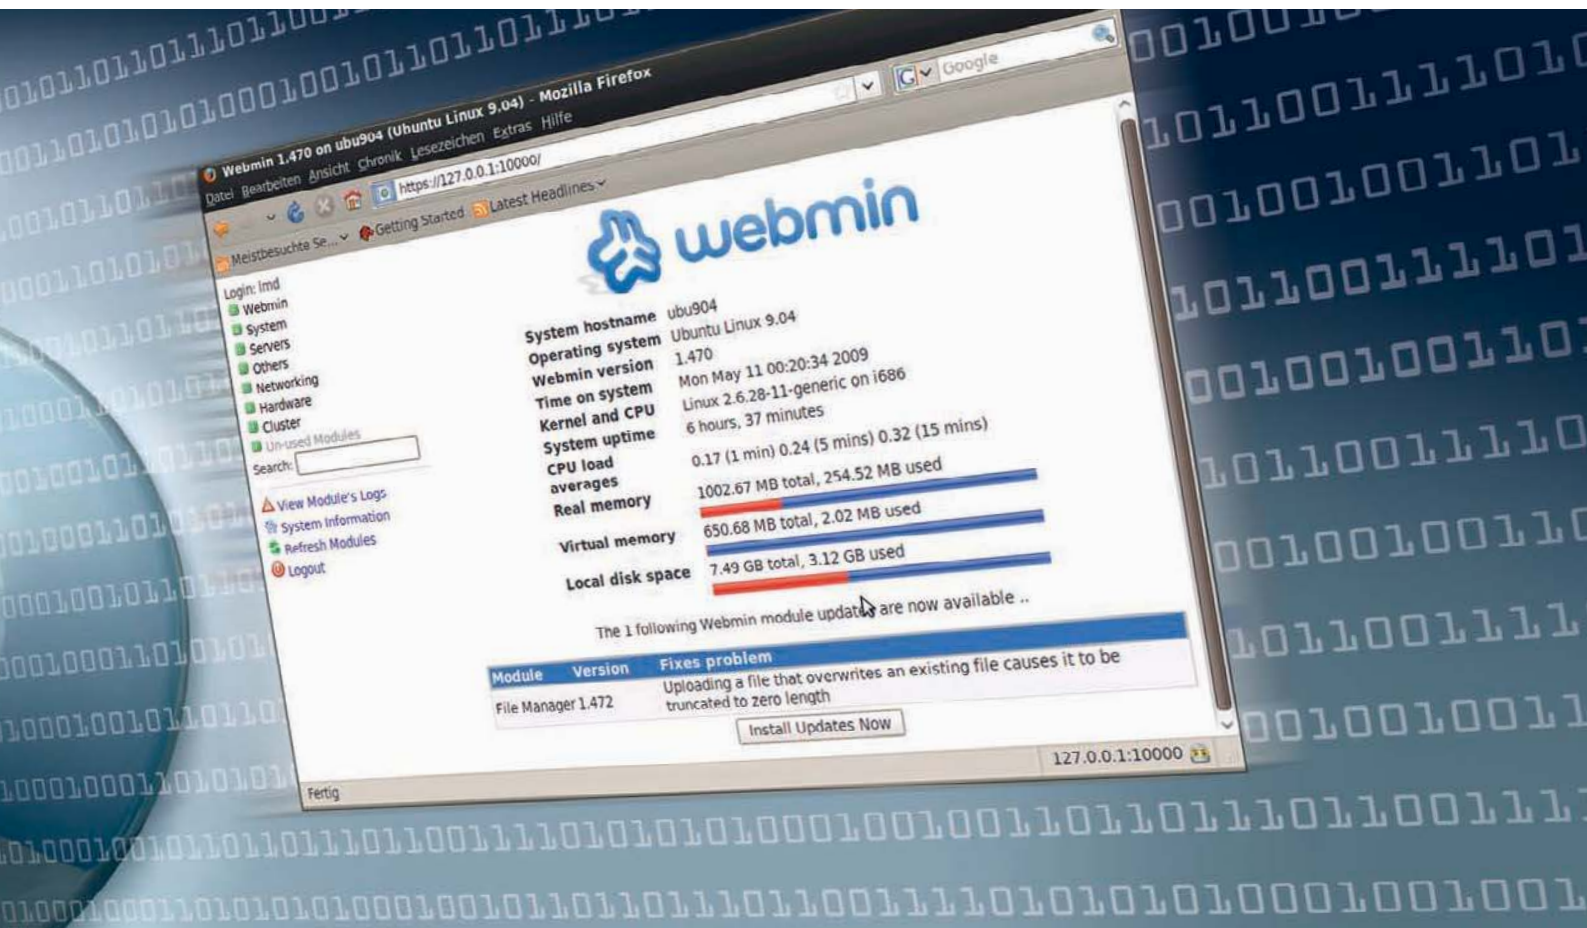 Webmin 1.470 on ubu904 (Ubuntu Linux 9.04) - Mozilla Firefox
Datei Bearbeiten Ansicht Chronik Lesezeichen Extras Hilfe
https://127.0.0.1:10000/
Google
Meistbesuchte Se... Getting Started Latest Headlines
Login: lmd
Webmin
System
Servers
Others
Networking
Hardware
Cluster
Un-used Modules
Search:
View Module's Logs
System Information
Refresh Modules
Logout
webmin
System hostname ubu904
Operating system Ubuntu Linux 9.04
Webmin version 1.470
Time on system Mon May 11 00:20:34 2009
Kernel and CPU Linux 2.6.28-11-generic on i686
System uptime 6 hours, 37 minutes
CPU load averages 0.17 (1 min) 0.24 (5 mins) 0.32 (15 mins)
Real memory 1002.67 MB total, 254.52 MB used
Virtual memory 650.68 MB total, 2.02 MB used
Local disk space 7.49 GB total, 3.12 GB used
The 1 following Webmin module updates are now available ..
Module Version Fixes problem
File Manager 1.472 Uploading a file that overwrites an existing file causes it to be
truncated to zero length
Install Updates Now
Fertig
127.0.0.1:10000